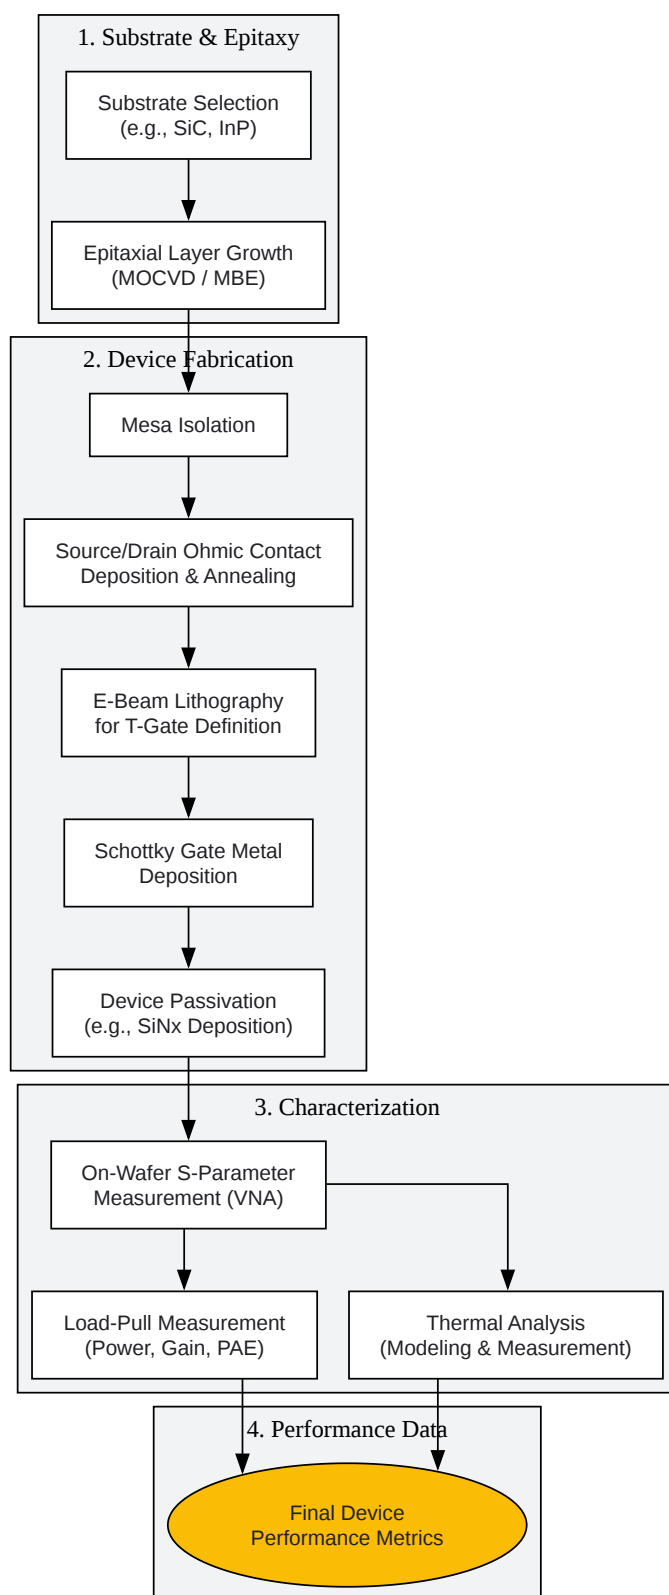 1. Substrate & Epitaxy
Substrate Selection
(e.g., SiC, InP)
Epitaxial Layer Growth
(MOCVD / MBE)
2. Device Fabrication
Mesa Isolation
Source/Drain Ohmic Contact
Deposition & Annealing
E-Beam Lithography
for T-Gate Definition
Schottky Gate Metal
Deposition
Device Passivation
(e.g., SiNx Deposition)
3. Characterization
On-Wafer S-Parameter
Measurement (VNA)
Load-Pull Measurement
(Power, Gain, PAE)
Thermal Analysis
(Modeling & Measurement)
4. Performance Data
Final Device
Performance Metrics